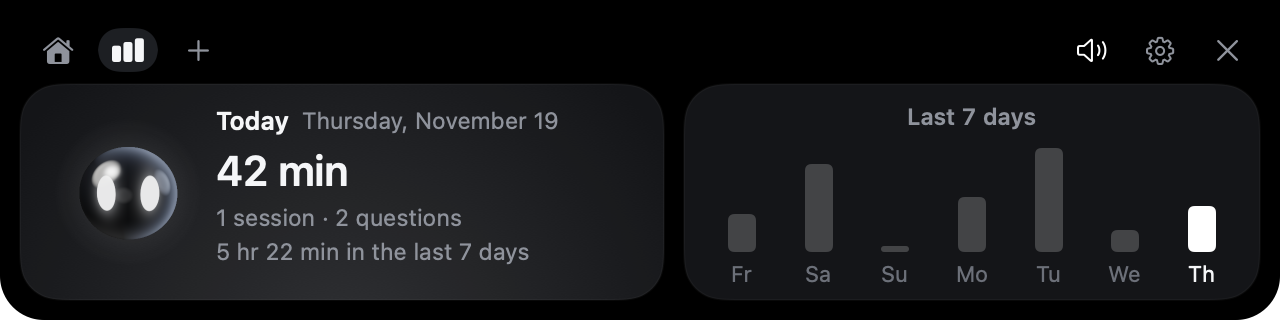 Today Thursday, November 19
42 min
1 session · 2 questions
5 hr 22 min in the last 7 days
Last 7 days
Fr Sa Su Mo Tu We Th